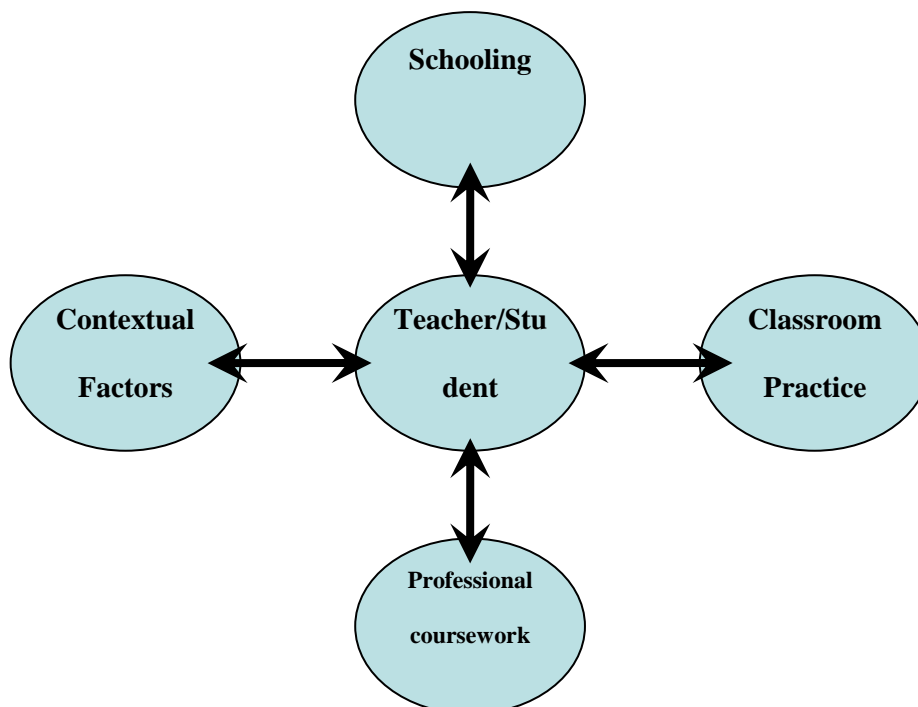 Schooling
Contextual
Factors
Teacher/Stu
dent
Classroom
Practice
Professional
coursework